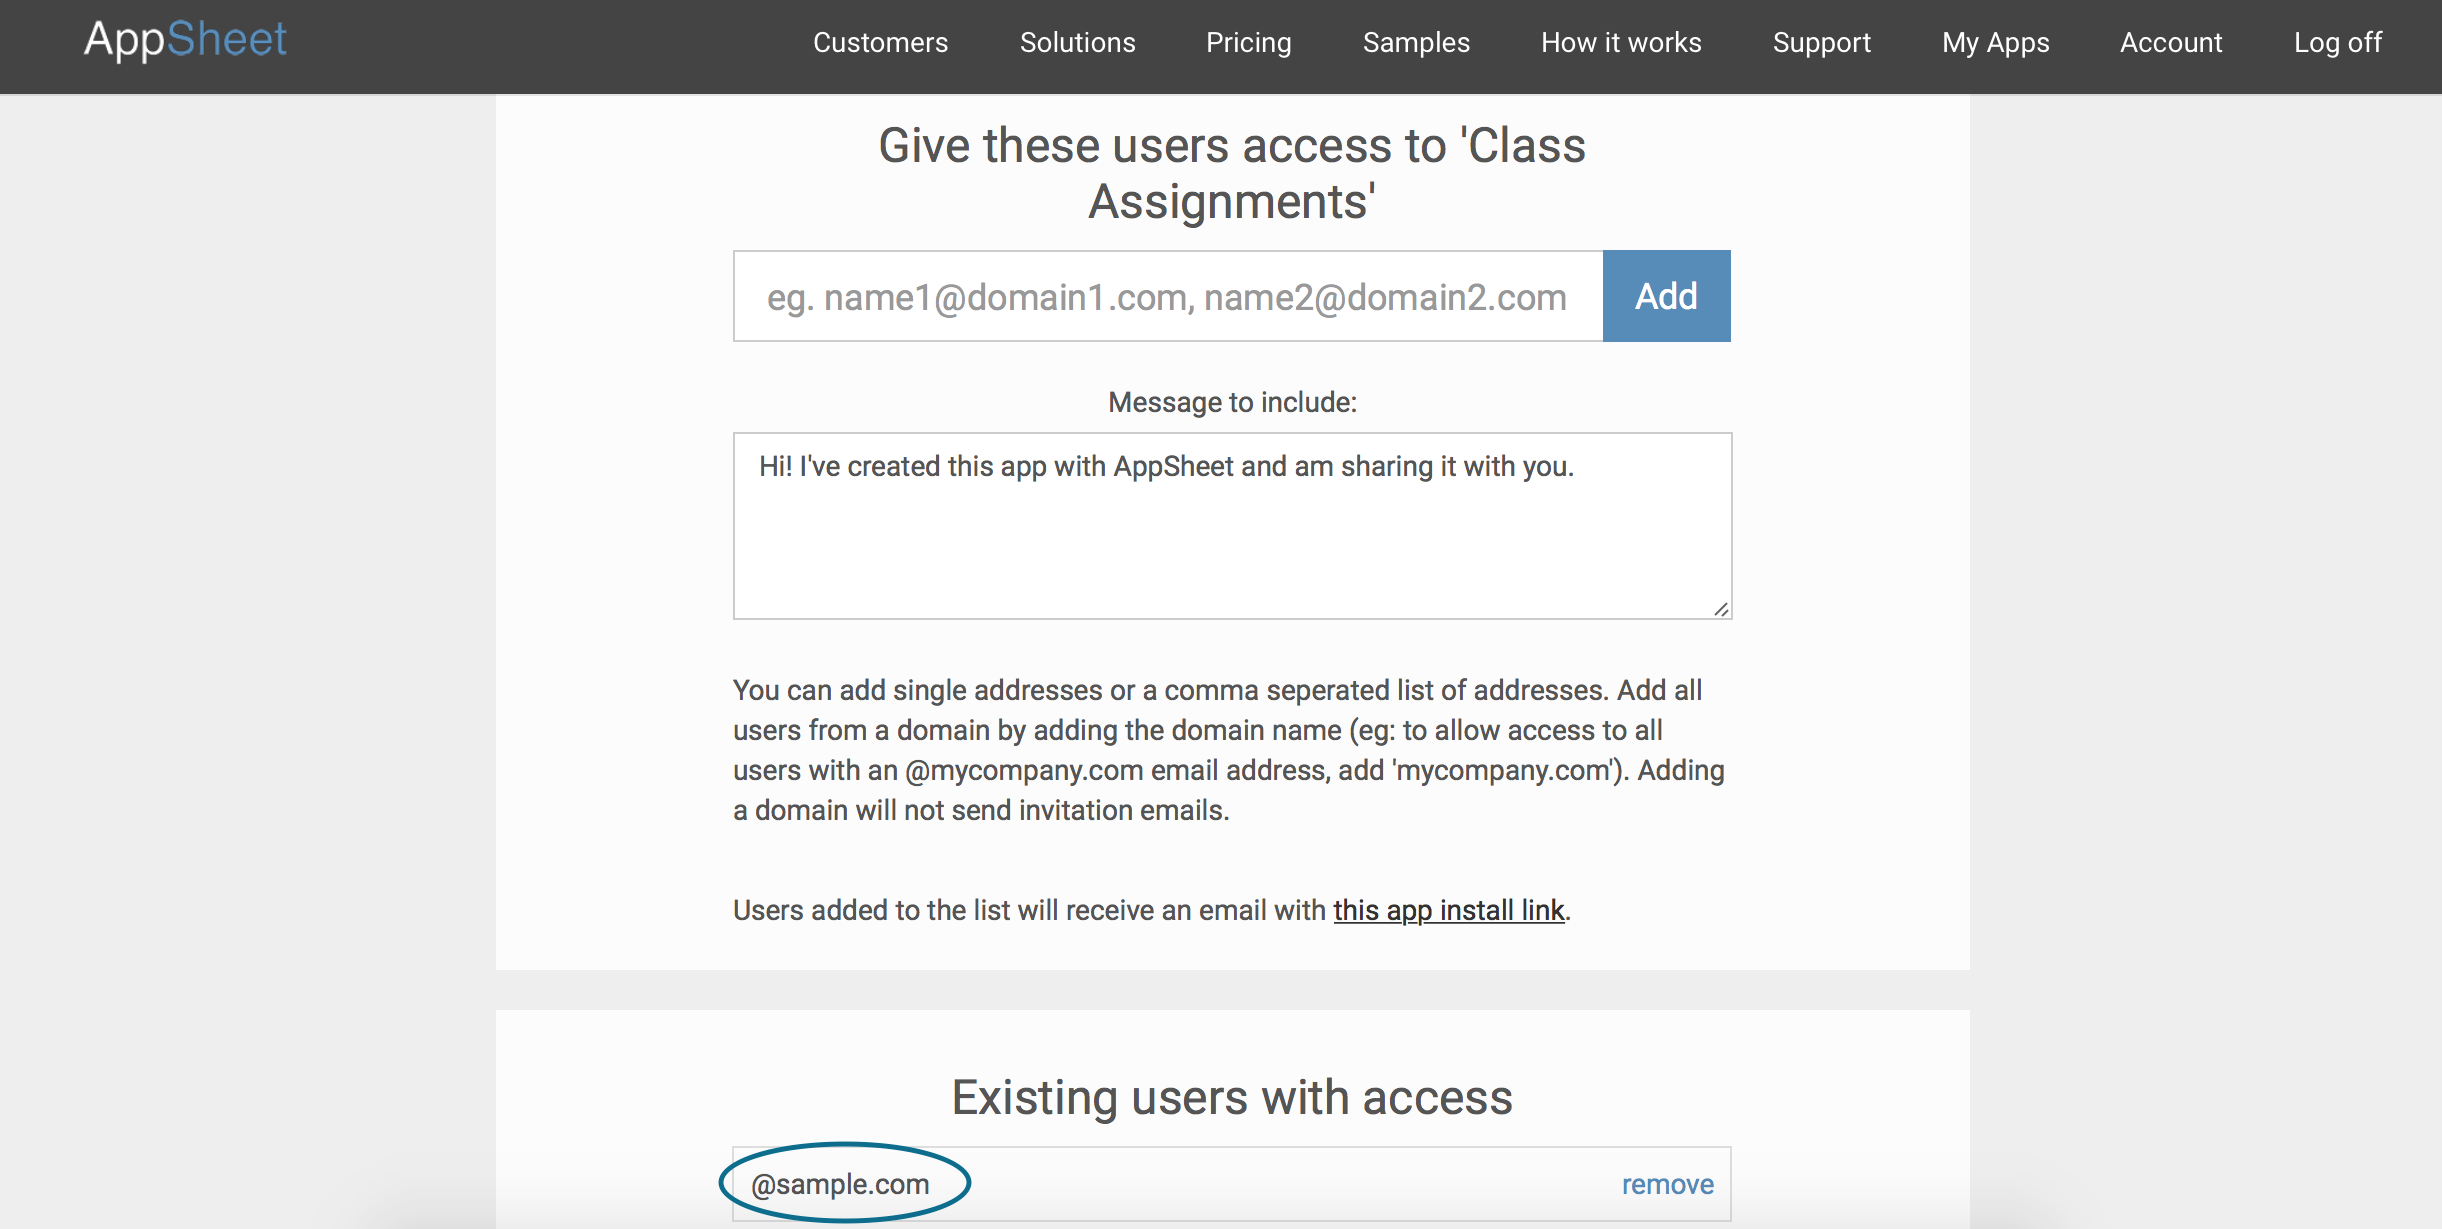 AppSheet Customers Solutions Pricing Samples How it works Support My Apps Account Log off
Give these users access to 'Class
Assignments'
eg. name1@domain1.com, name2@domain2.com Add
Message to include:
Hi! I've created this app with AppSheet and am sharing it with you.
You can add single addresses or a comma seperated list of addresses. Add all
users from a domain by adding the domain name (eg: to allow access to all
users with an @mycompany.com email address, add 'mycompany.com'). Adding
a domain will not send invitation emails.
Users added to the list will receive an email with this app install link.
Existing users with access
@sample.com remove